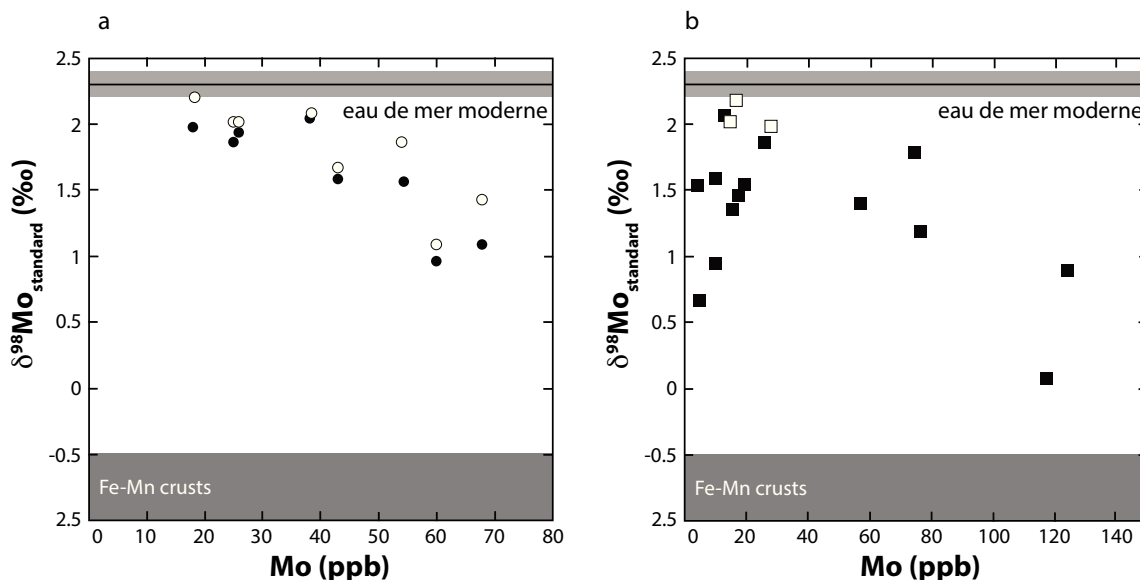 a
2.5
2
1.5
1
0.5
0
-0.5
2.5
δ98Mostandard (‰)
eau de mer moderne
Fe-Mn crusts
0 10 20 30 40 50 60 70 80
Mo (ppb)
b
2.5
2
1.5
1
0.5
0
-0.5
2.5
δ98Mostandard (‰)
eau de mer moderne
Fe-Mn crusts
0 20 40 60 80 100 120 140
Mo (ppb)